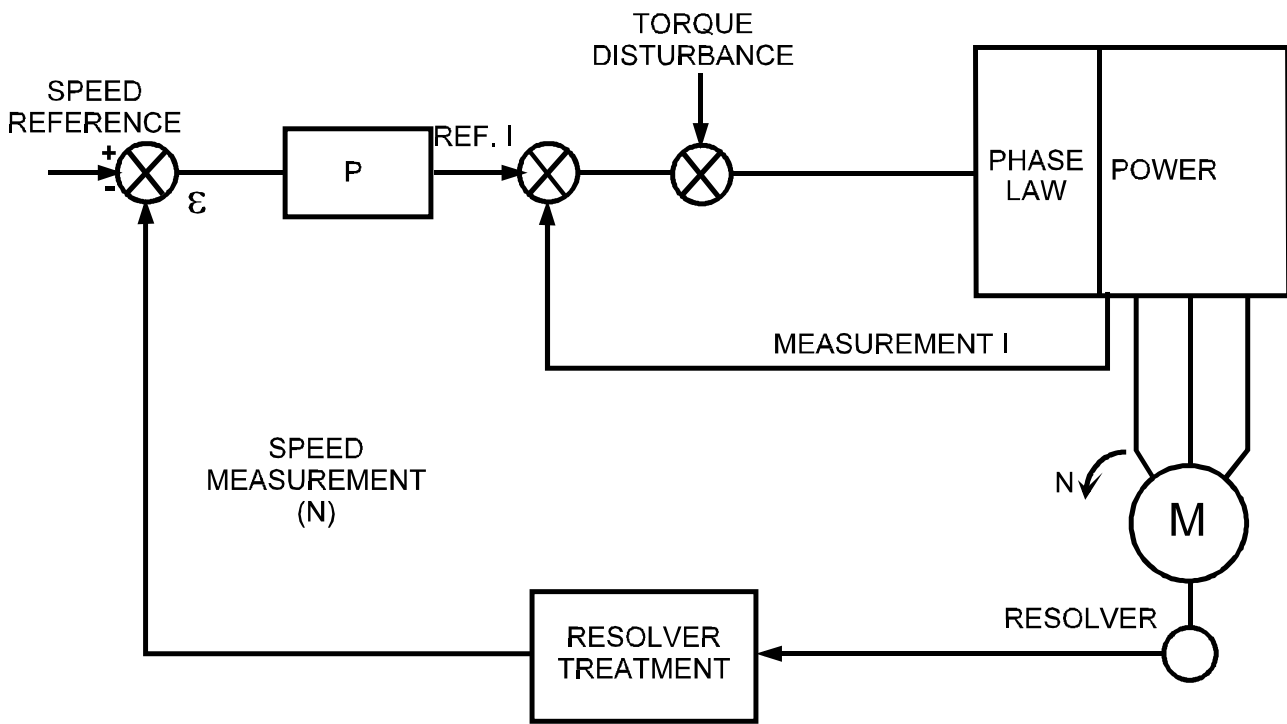 TORQUE
DISTURBANCE
SPEED
REFERENCE
+
-
ε
P
REF. I
PHASE
LAW
POWER
MEASUREMENT I
SPEED
MEASUREMENT
(N)
N
M
RESOLVER
RESOLVER
TREATMENT